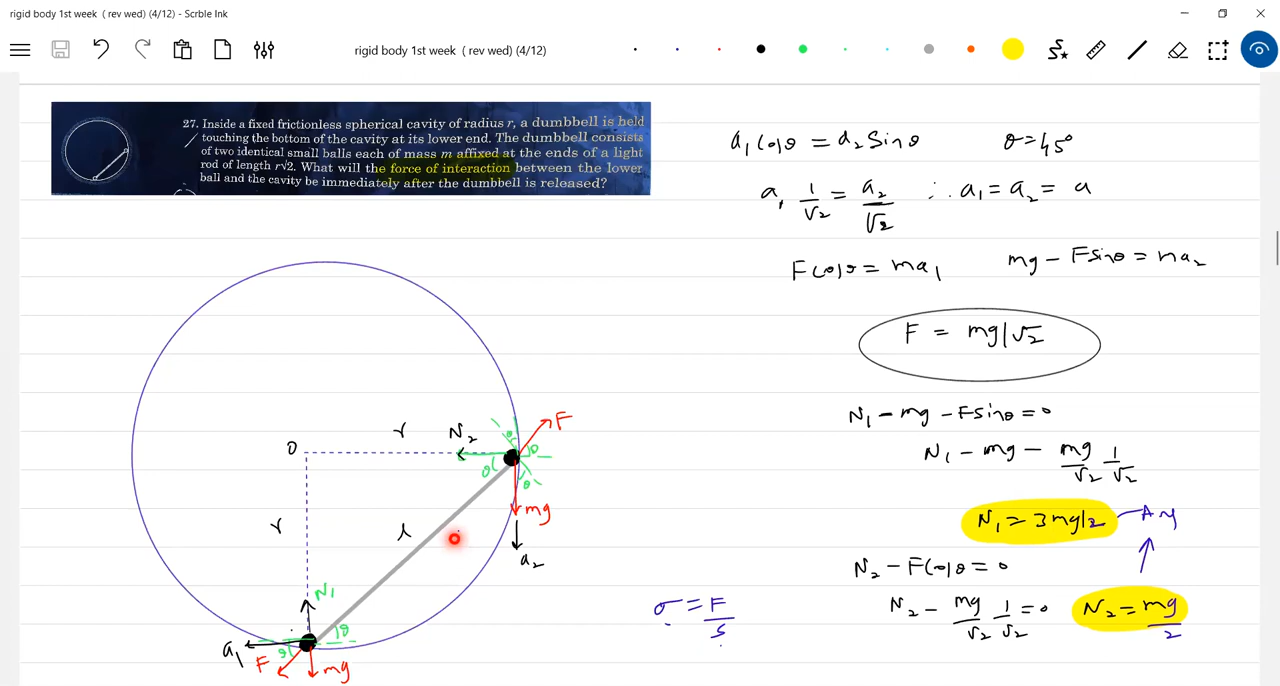 rigid body 1st week ( rev wed) (4/12) - Scrble Ink
rigid body 1st week ( rev wed) (4/12)
27. Inside a fixed frictionless spherical cavity of radius r, a dumbbell is held
touching the bottom of the cavity at its lower end. The dumbbell consists
of two identical small balls each of mass m affixed at the ends of a light
rod of length r√2. What will the force of interaction between the lower
ball and the cavity be immediately after the dumbbell is released?
a₁ cosθ = a₂ sinθ θ = 45°
a₁ 1/√2 = a₂/√2 ∴ a₁ = a₂ = a
F cosθ = ma₁ mg - F sinθ = ma₂
F = mg/√2
N₁ - mg - F sinθ = 0
N₁ - mg - mg/√2 1/√2
N₁ = 3mg/2 - Any
N₂ - F cosθ = 0
N₂ - mg/√2 1/√2 = 0 N₂ = mg/2
σ = F/S
O r N₂ F
θ θ θ θ
r l mg
a₂
N₁
θ
a₁ F θ mg